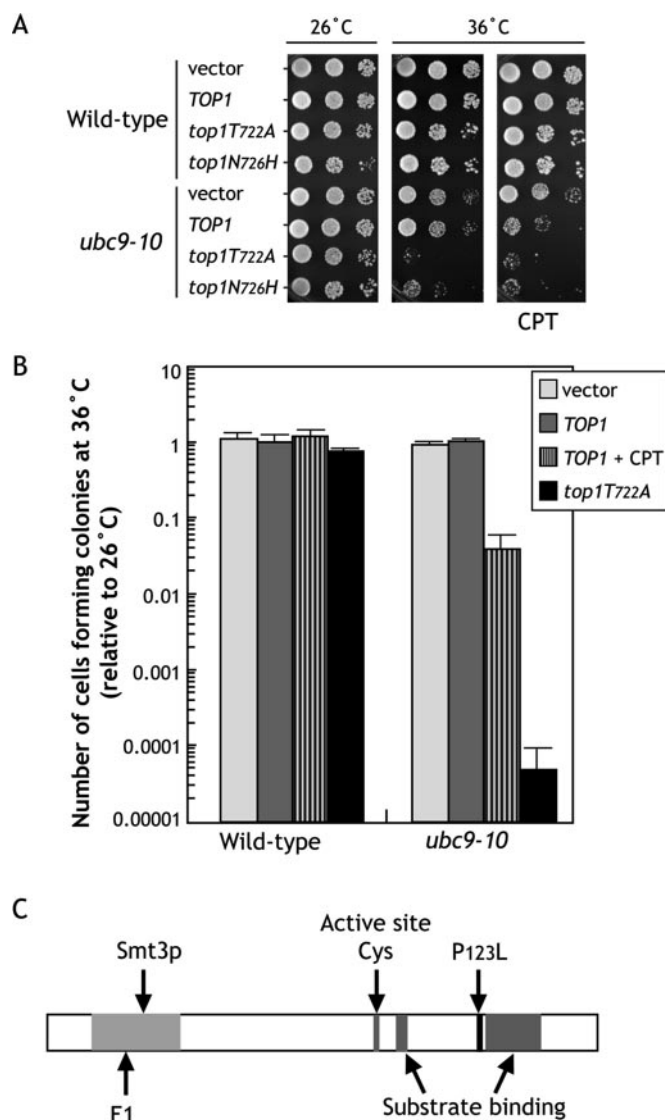 A
26˚C 36˚C
vector
TOP1
Wild-type
top1T722A
top1N726H
vector
TOP1
ubc9-10
top1T722A
top1N726H
CPT
B
Number of cells forming colonies at 36˚C
(relative to 26˚C)
10
1
0.1
0.01
0.001
0.0001
0.00001
vector
TOP1
TOP1 + CPT
top1T722A
Wild-type ubc9-10
C
Active site
Smt3p Cys P123L
E1 Substrate binding